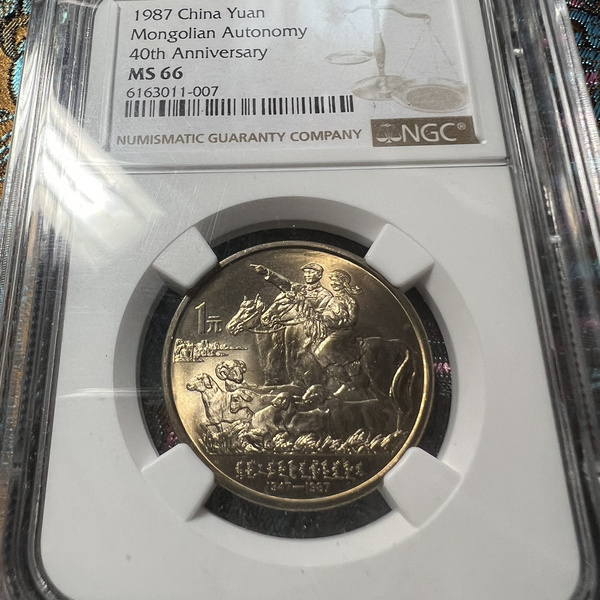 1987 China Yuan
Mongolian Autonomy
40th Anniversary
MS 66
6163011-007
NUMISMATIC GUARANTY COMPANY
NGC®
1元
1947—1987